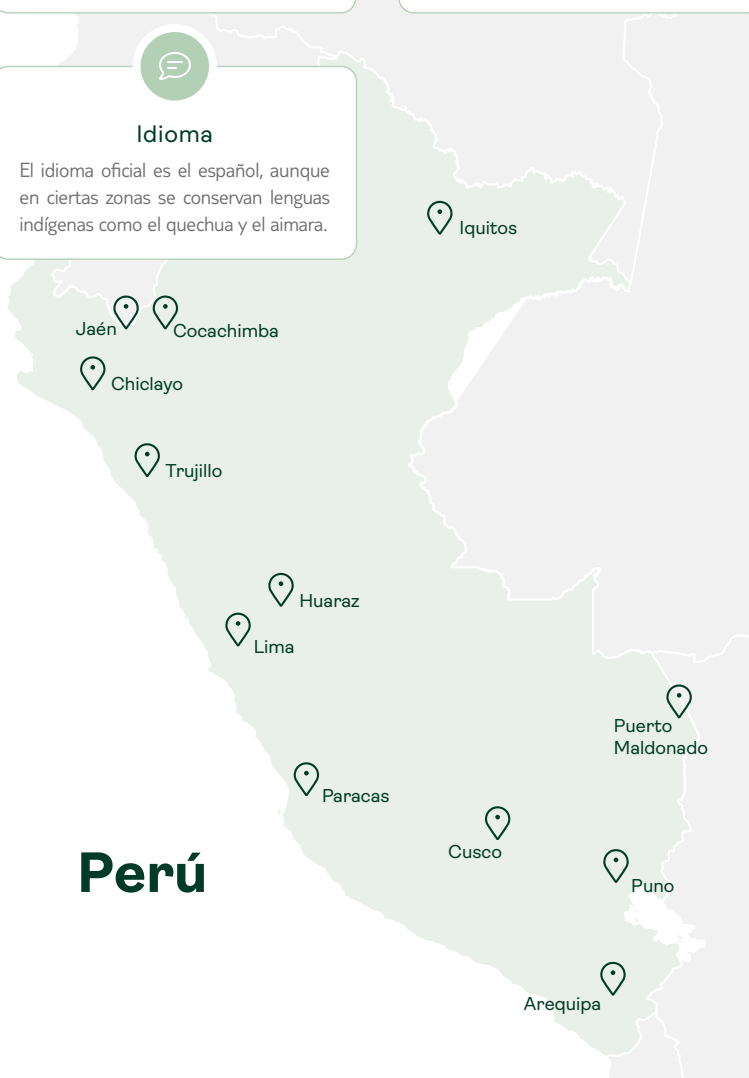 Idioma
El idioma oficial es el español, aunque
en ciertas zonas se conservan lenguas
indígenas como el quechua y el aimara.
Iquitos
Jaén
Cocachimba
Chiclayo
Trujillo
Huaraz
Lima
Puerto
Maldonado
Paracas
Cusco
Perú
Puno
Arequipa